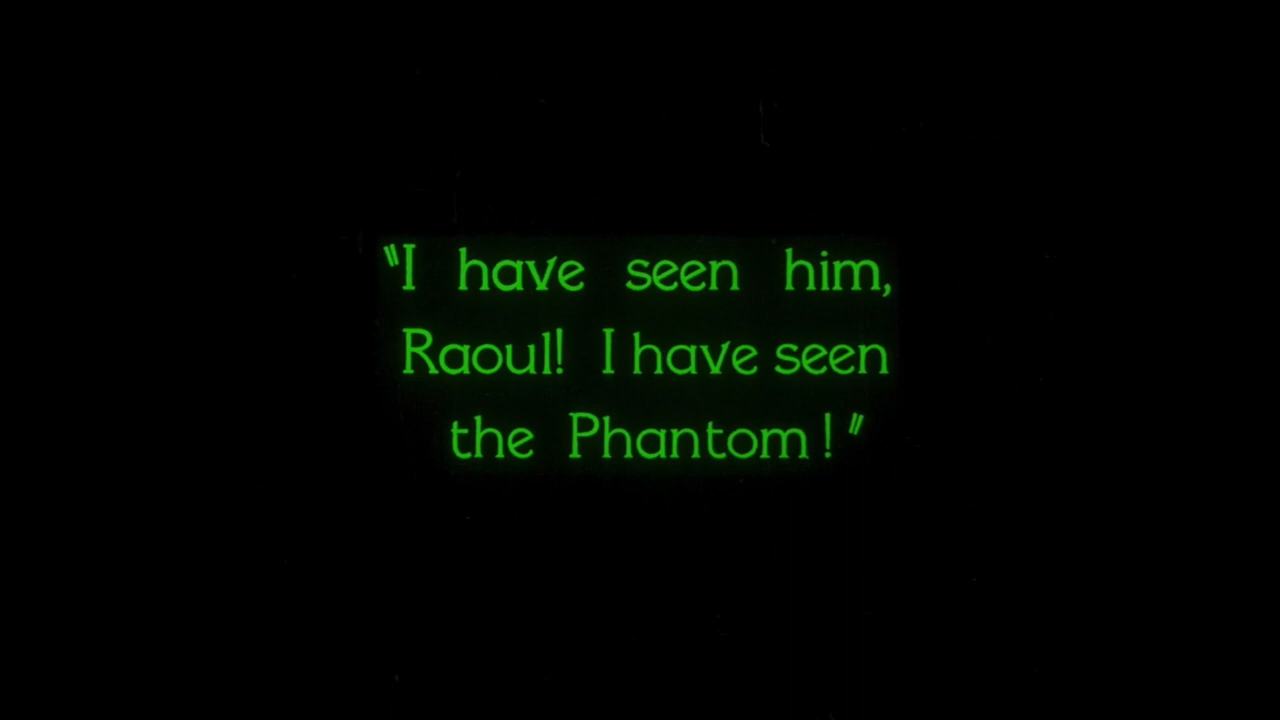 "I have seen him,
Raoul! I have seen
the Phantom!"